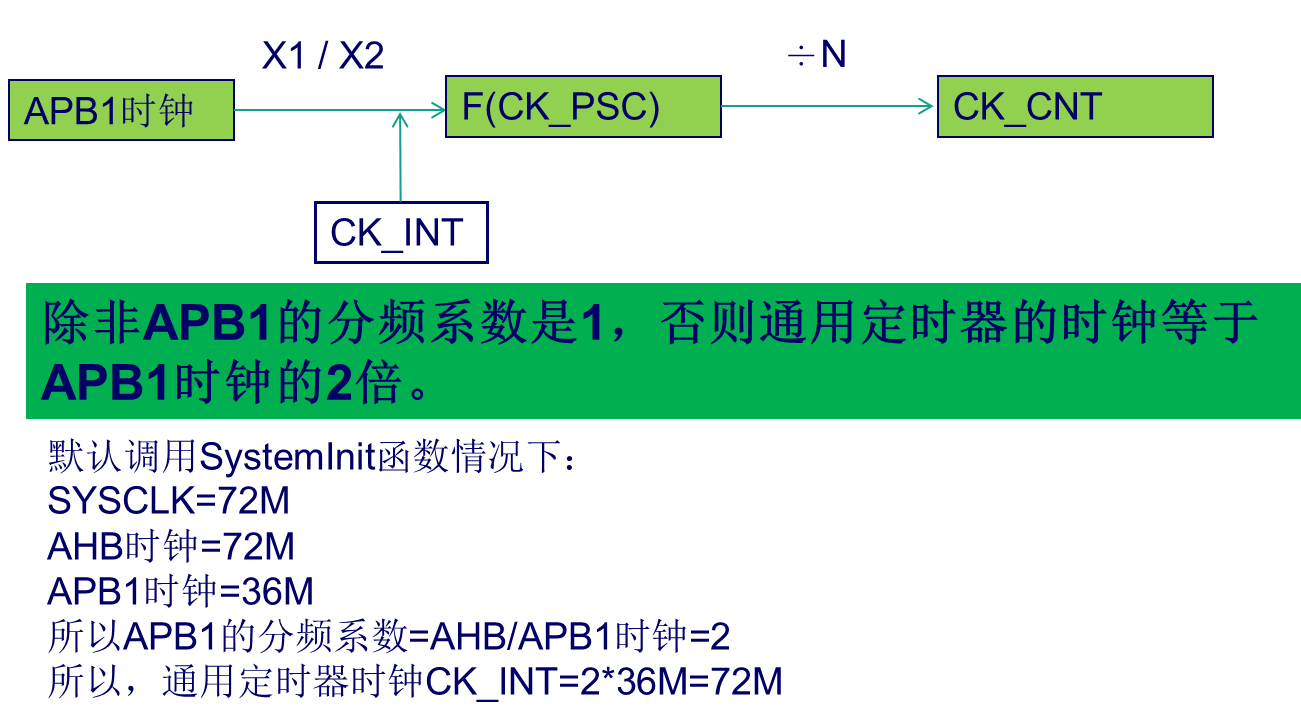 X1 / X2
÷N
APB1时钟
F(CK_PSC)
CK_CNT
CK_INT
除非APB1的分频系数是1，否则通用定时器的时钟等于
APB1时钟的2倍。
默认调用SystemInit函数情况下：
SYSCLK=72M
AHB时钟=72M
APB1时钟=36M
所以APB1的分频系数=AHB/APB1时钟=2
所以，通用定时器时钟CK_INT=2*36M=72M